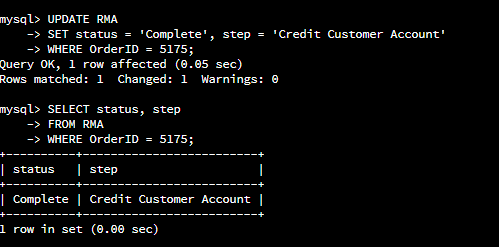 mysql> UPDATE RMA
    -> SET status = 'Complete', step = 'Credit Customer Account'
    -> WHERE OrderID = 5175;
Query OK, 1 row affected (0.05 sec)
Rows matched: 1  Changed: 1  Warnings: 0

mysql> SELECT status, step
    -> FROM RMA
    -> WHERE OrderID = 5175;
+----------+-------------------------+
| status   | step                    |
+----------+-------------------------+
| Complete | Credit Customer Account |
+----------+-------------------------+
1 row in set (0.00 sec)